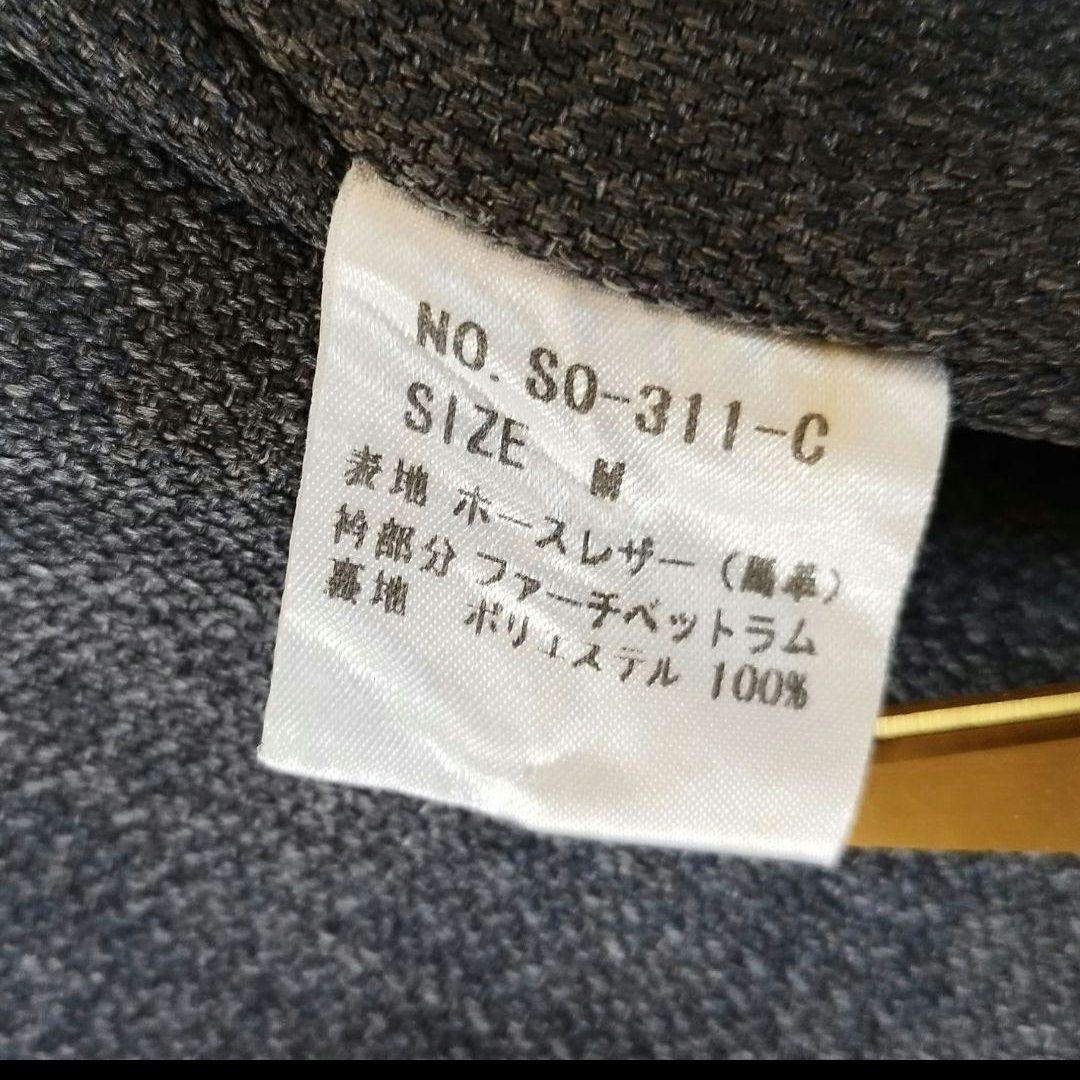 NO. SO-311-C
SIZE M
表地 ホースレザー (馬革)
衿部分 ファーチベットラム
裏地 ポリエステル 100%